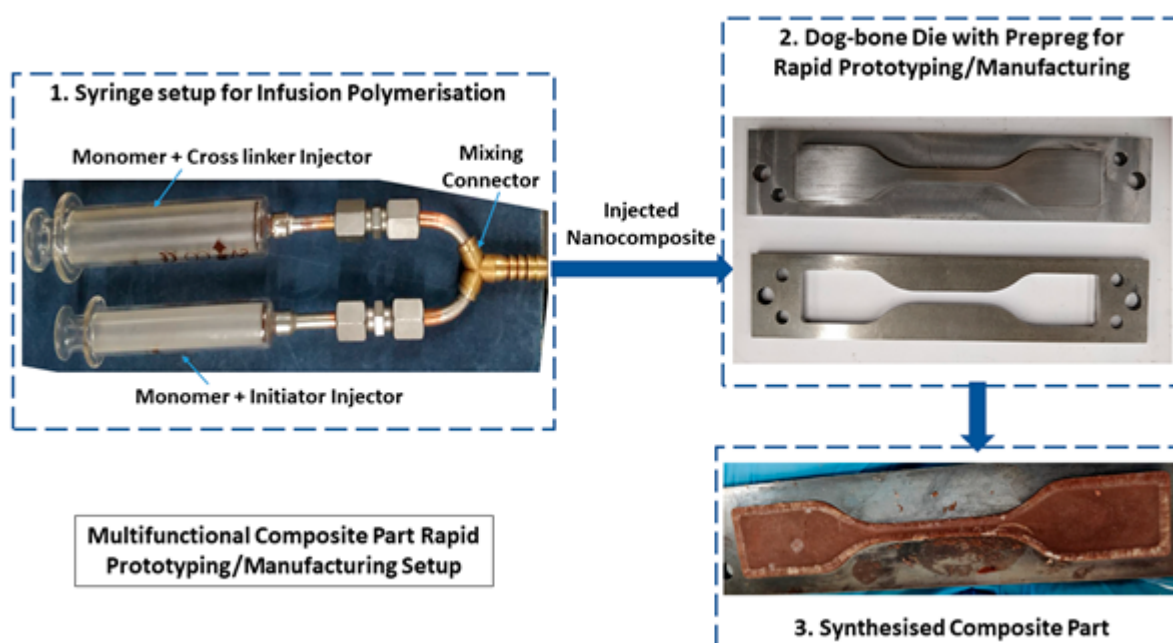 1. Syringe setup for Infusion Polymerisation
Monomer + Cross linker Injector
Mixing
Connector
Monomer + Initiator Injector
Injected
Nanocomposite
2. Dog-bone Die with Prepreg for
Rapid Prototyping/Manufacturing
Multifunctional Composite Part Rapid
Prototyping/Manufacturing Setup
3. Synthesised Composite Part